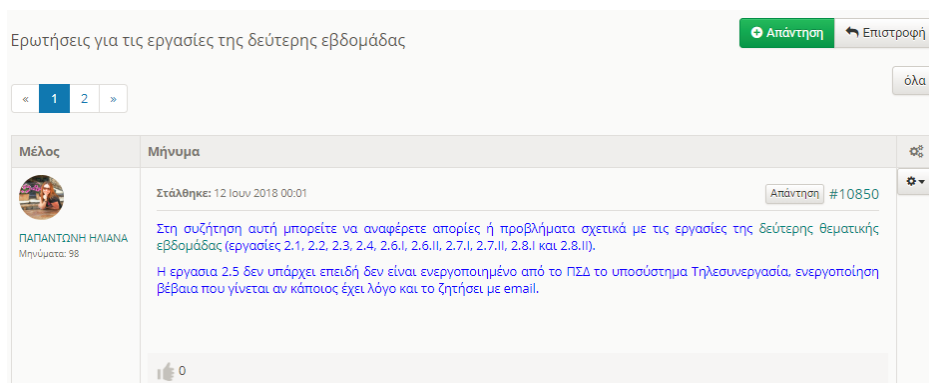 Ερωτήσεις για τις εργασίες της δεύτερης εβδομάδας
Απάντηση
Επιστροφή
όλα
« 1 2 »
Μέλος
Μήνυμα
Στάλθηκε: 12 Ιουν 2018 00:01
Απάντηση
#10850
ΠΑΠΑΝΤΩΝΗ ΗΛΙΑΝΑ
Μηνύματα: 98
Στη συζήτηση αυτή μπορείτε να αναφέρετε απορίες ή προβλήματα σχετικά με τις εργασίες της δεύτερης θεματικής
εβδομάδας (εργασίες 2.1, 2.2, 2.3, 2.4, 2.6.I, 2.6.II, 2.7.I, 2.7.II, 2.8.I και 2.8.II).
Η εργασια 2.5 δεν υπάρχει επειδή δεν είναι ενεργοποιημένο από το ΠΣΔ το υποσύστημα Τηλεσυνεργασία, ενεργοποίηση
βέβαια που γίνεται αν κάποιος έχει λόγο και το ζητήσει με email.
0